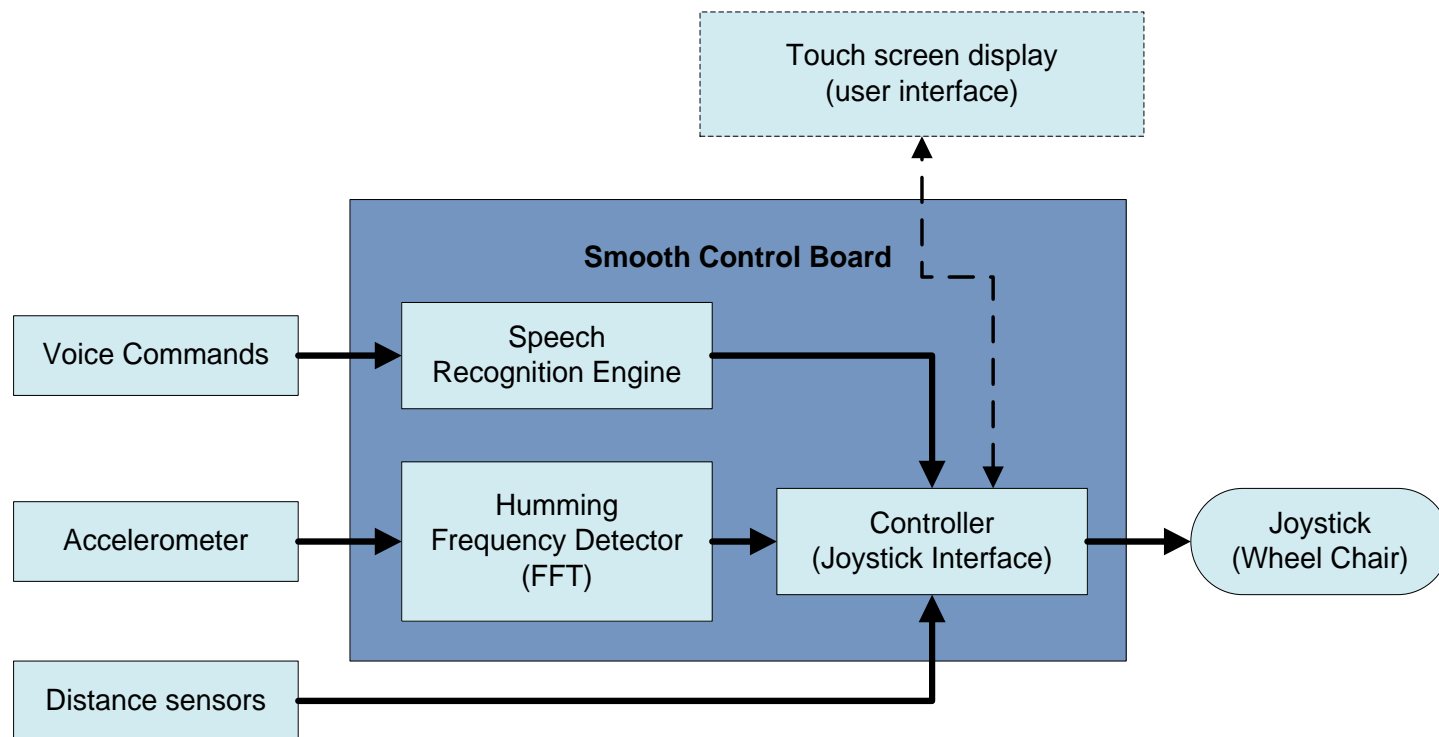 Touch screen display
(user interface)
Smooth Control Board
Voice Commands
Speech
Recognition Engine
Accelerometer
Humming
Frequency Detector
(FFT)
Controller
(Joystick Interface)
Joystick
(Wheel Chair)
Distance sensors